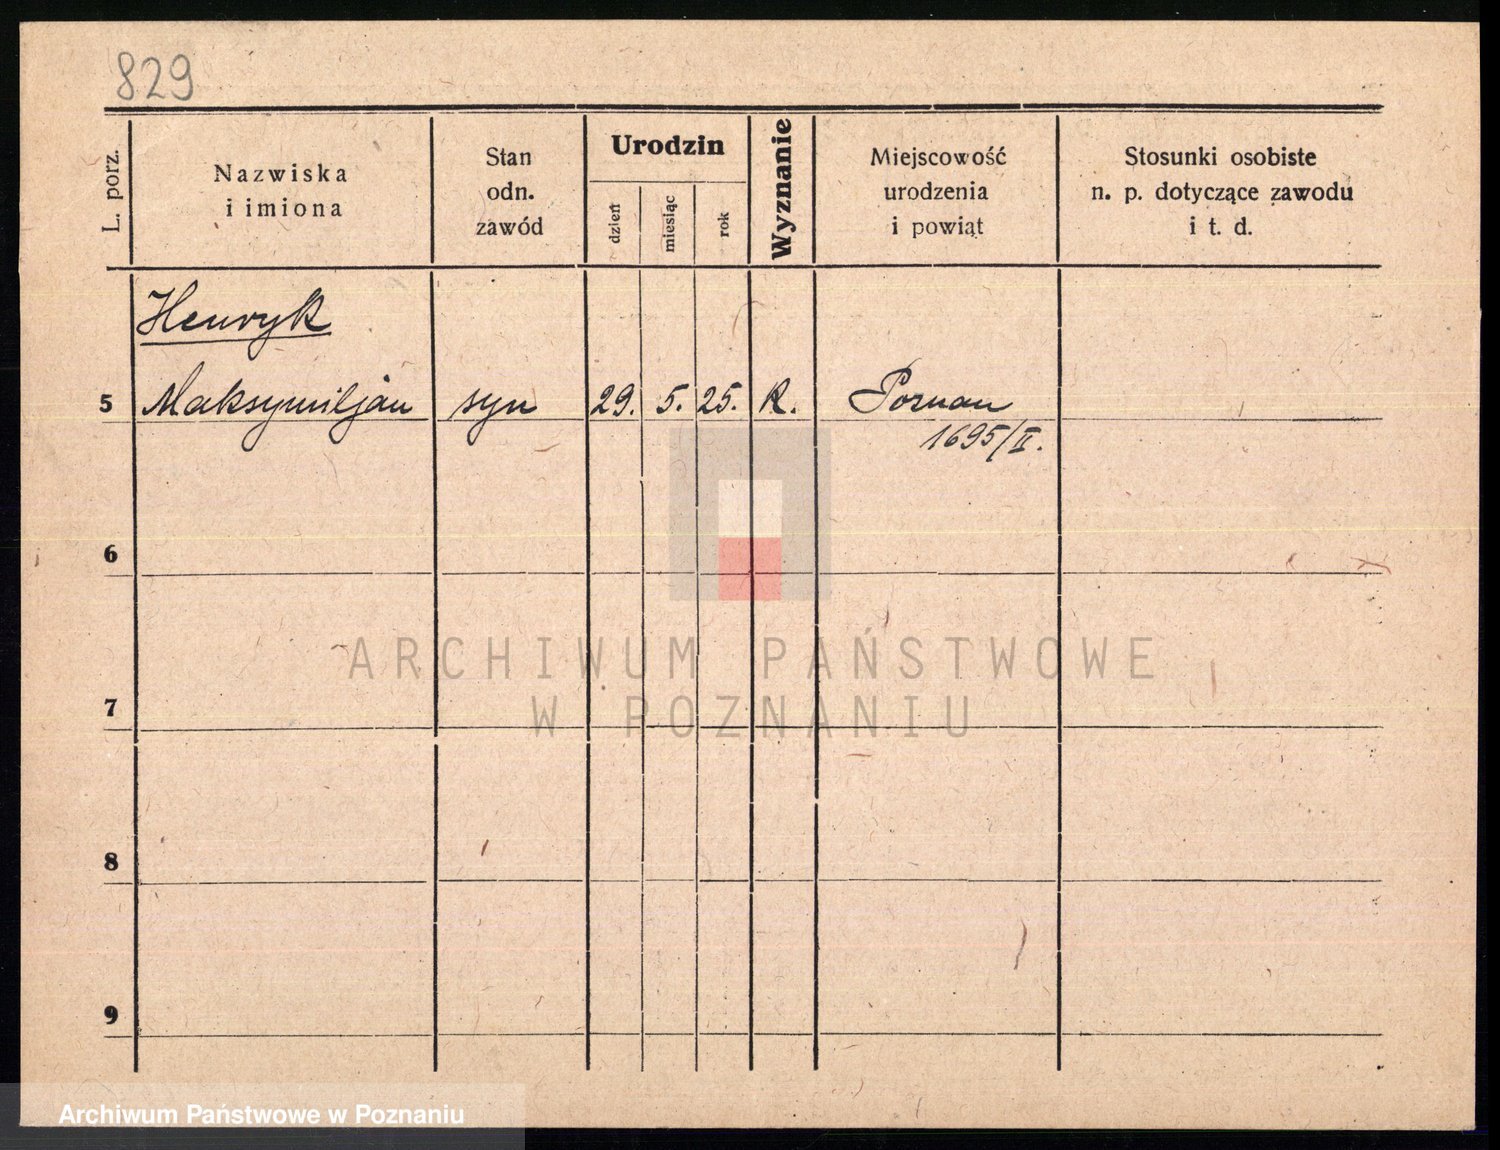 829
L. porz.
Nazwiska
i imiona
Stan
odn.
zawód
Urodzin
dzień
miesiąc
rok
Wyznanie
Miejscowość
urodzenia
i powiąt
Stosunki osobiste
n. p. dotyczące zawodu
i t. d.
Henryk
5 Maksymiljan syn 29. 5. 25. K. Poznan
1695/II.
6
7
8
9
ARCHIWUM PAŃSTWOWE
W POZNANIU
Archiwum Państwowe w Poznaniu